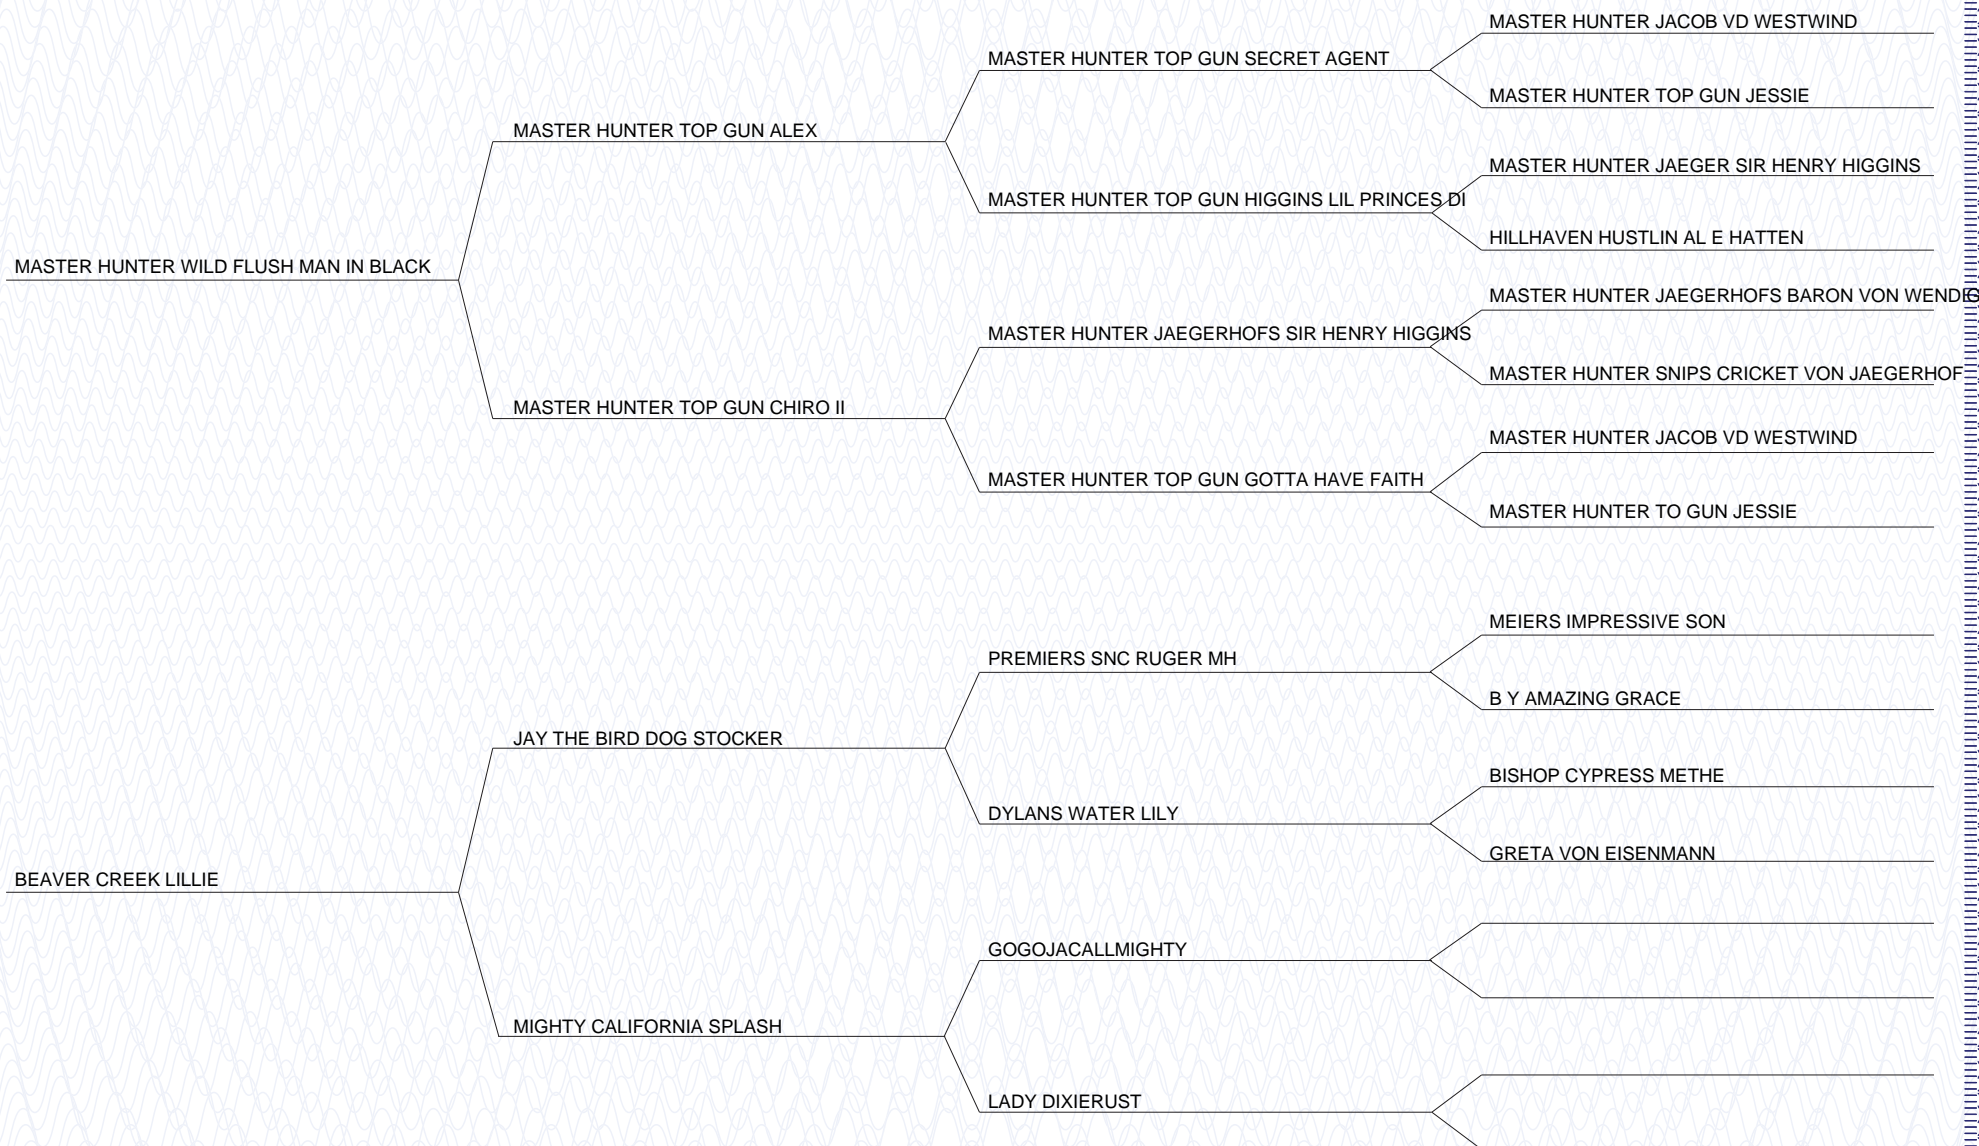 MASTER HUNTER JACOB VD WESTWIND
MASTER HUNTER TOP GUN SECRET AGENT
MASTER HUNTER TOP GUN JESSIE
MASTER HUNTER TOP GUN ALEX
MASTER HUNTER JAEGER SIR HENRY HIGGINS
MASTER HUNTER TOP GUN HIGGINS LIL PRINCES DI
HILLHAVEN HUSTLIN AL E HATTEN
MASTER HUNTER WILD FLUSH MAN IN BLACK
MASTER HUNTER JAEGERHOFS BARON VON
MASTER HUNTER JAEGERHOFS SIR HENRY HIGGINS
MASTER HUNTER SNIPS CRICKET VON JAEGERHOF
MASTER HUNTER TOP GUN CHIRO II
MASTER HUNTER JACOB VD WESTWIND
MASTER HUNTER TOP GUN GOTTA HAVE FAITH
MASTER HUNTER TO GUN JESSIE
MEIERS IMPRESSIVE SON
PREMIERS SNC RUGER MH
B Y AMAZING GRACE
JAY THE BIRD DOG STOCKER
BISHOP CYPRESS METHE
DYLANS WATER LILY
GRETA VON EISENMANN
BEAVER CREEK LILLIE
GOGOJACALLMIGHTY
MIGHTY CALIFORNIA SPLASH
LADY DIXIERUST